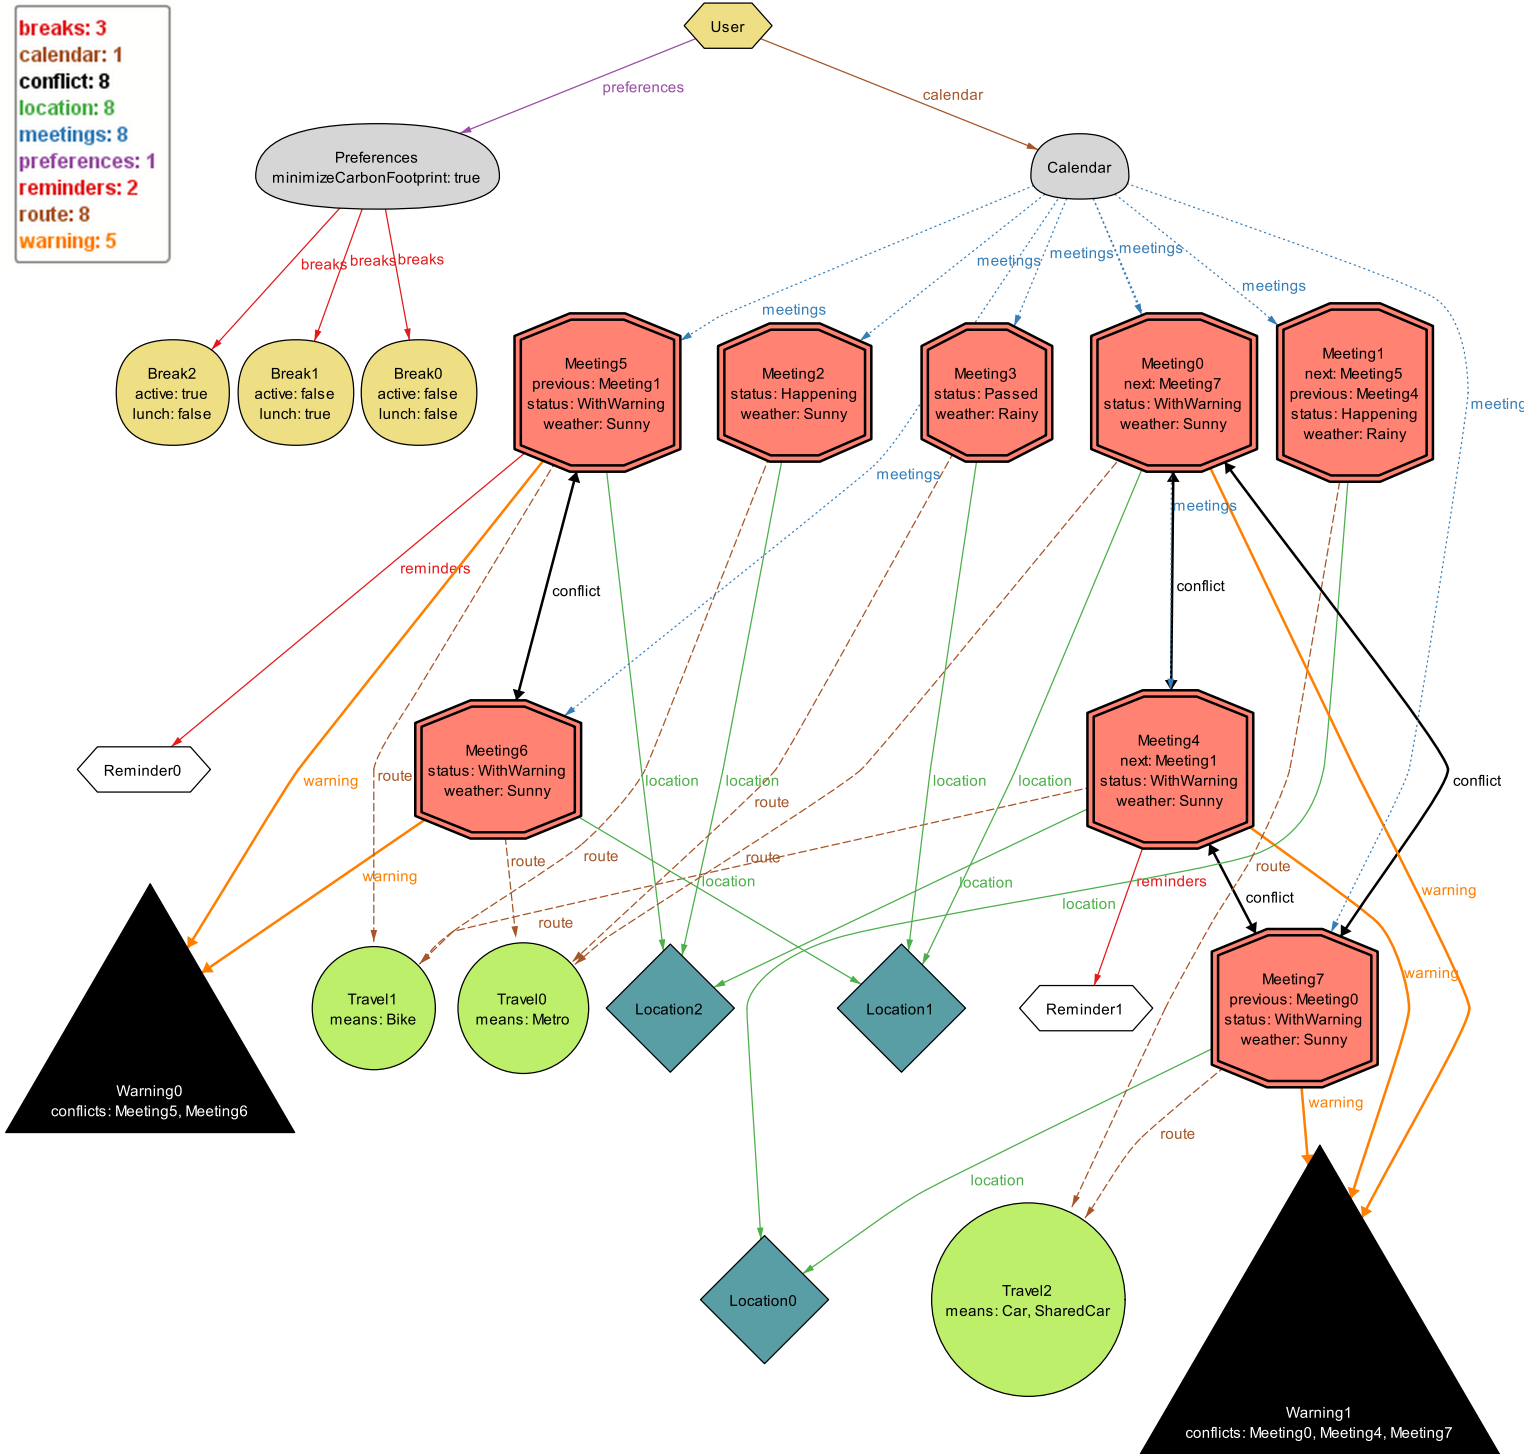 breaks: 3
calendar: 1
conflict: 8
location: 8
meetings: 8
preferences: 1
reminders: 2
route: 8
warning: 5
User
preferences
calendar
Preferences
minimizeCarbonFootprint: true
Calendar
breaks
breaks
breaks
meetings
meetings
meetings
meetings
meetings
Break2
active: true
lunch: false
Break1
active: false
lunch: true
Break0
active: false
lunch: false
Meeting5
previous: Meeting1
status: WithWarning
weather: Sunny
Meeting2
status: Happening
weather: Sunny
Meeting3
status: Passed
weather: Rainy
Meeting0
next: Meeting7
status: WithWarning
weather: Sunny
Meeting1
next: Meeting5
previous: Meeting4
status: Happening
weather: Rainy
meeting
meetings
meetings
reminders
conflict
conflict
Reminder0
warning
route
Meeting6
status: WithWarning
weather: Sunny
location
location
route
location
location
Meeting4
next: Meeting1
status: WithWarning
weather: Sunny
conflict
warning
route
route
route
location
location
reminders
route
conflict
warning
route
location
warning
Warning0
conflicts: Meeting5, Meeting6
Travel1
means: Bike
Travel0
means: Metro
Location2
Location1
Reminder1
Meeting7
previous: Meeting0
status: WithWarning
weather: Sunny
warning
route
location
Location0
Travel2
means: Car, SharedCar
Warning1
conflicts: Meeting0, Meeting4, Meeting7